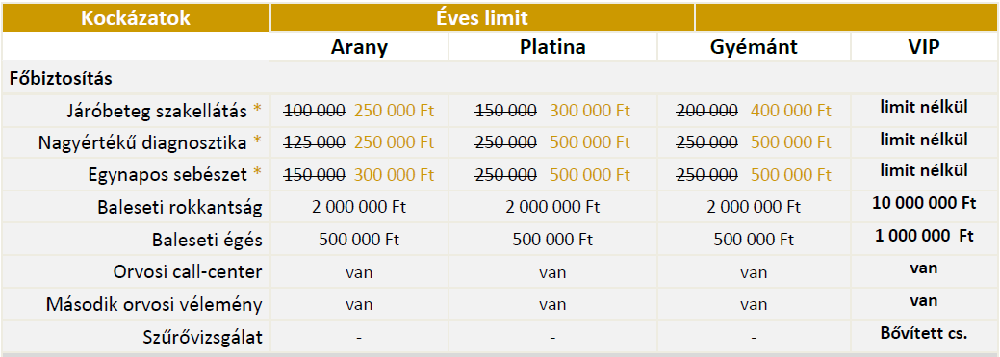 Kockázatok Éves limit
Arany Platina Gyémánt VIP
Főbiztosítás
Járóbeteg szakellátás * 100 000 250 000 Ft 150 000 300 000 Ft 200 000 400 000 Ft limit nélkül
Nagyértékű diagnosztika * 125 000 250 000 Ft 250 000 500 000 Ft 250 000 500 000 Ft limit nélkül
Egynapos sebészet * 150 000 300 000 Ft 250 000 500 000 Ft 250 000 500 000 Ft limit nélkül
Baleseti rokkantság 2 000 000 Ft 2 000 000 Ft 2 000 000 Ft 10 000 000 Ft
Baleseti égés 500 000 Ft 500 000 Ft 500 000 Ft 1 000 000 Ft
Orvosi call-center van van van van
Második orvosi vélemény van van van van
Szűrővizsgálat - - - Bővített cs.